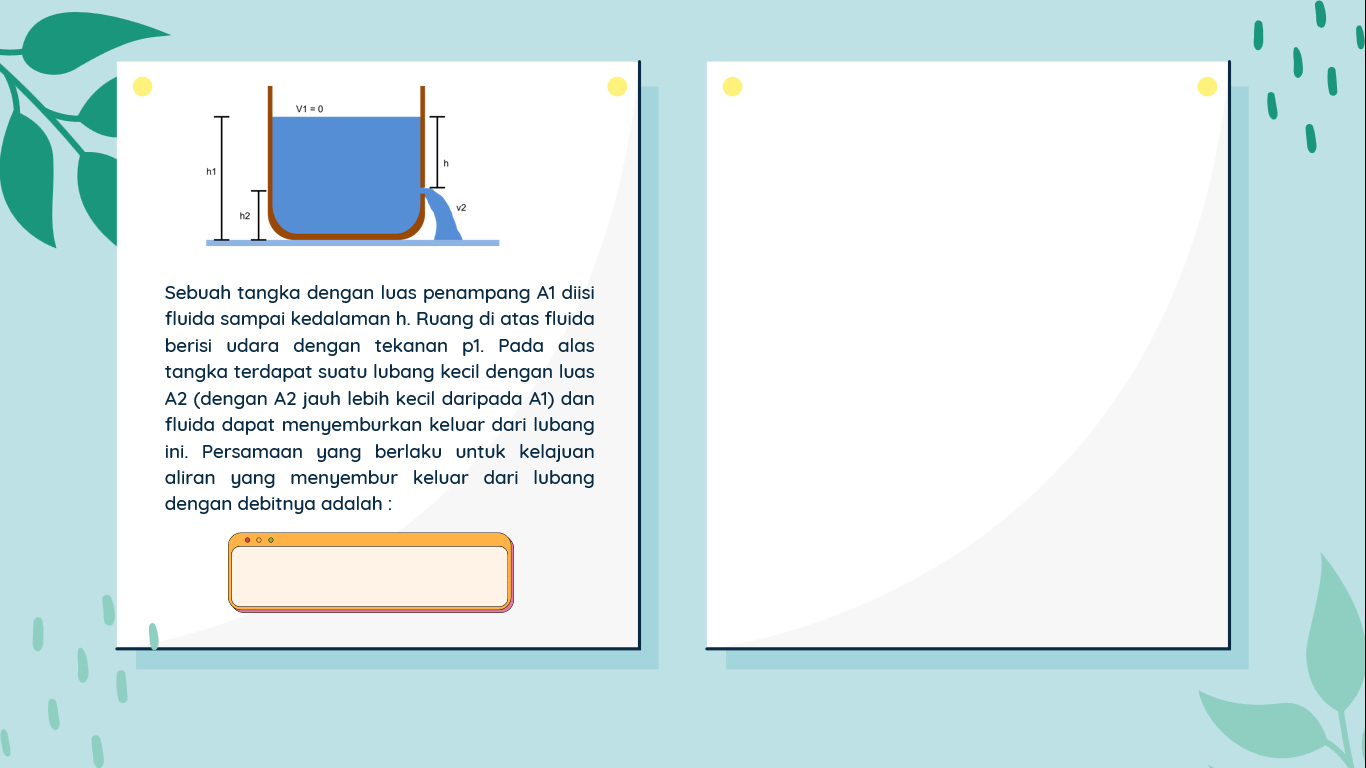 V1 = 0
h1
h
h2
v2
Sebuah tangka dengan luas penampang A1 diisi
fluida sampai kedalaman h. Ruang di atas fluida
berisi udara dengan tekanan p1. Pada alas
tangka terdapat suatu lubang kecil dengan luas
A2 (dengan A2 jauh lebih kecil daripada A1) dan
fluida dapat menyemburkan keluar dari lubang
ini. Persamaan yang berlaku untuk kelajuan
aliran yang menyembur keluar dari lubang
dengan debitnya adalah :